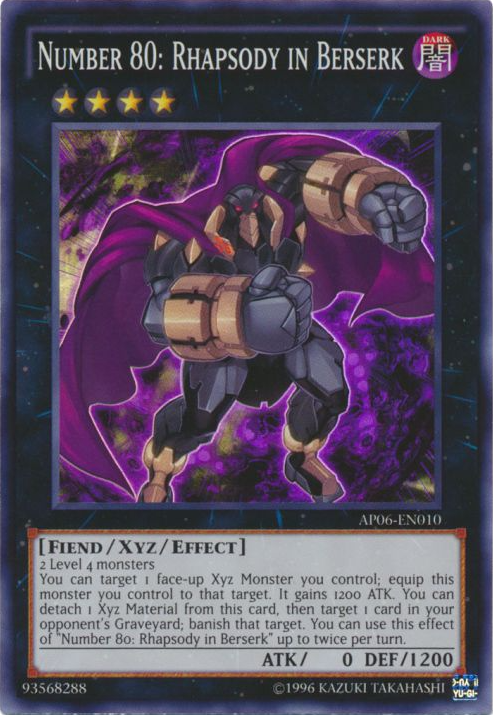 NUMBER 80: RHAPSODY IN BERSERK
DARK
闇
AP06-EN010
[FIEND/XYZ/EFFECT]
2 Level 4 monsters
You can target 1 face-up Xyz Monster you control; equip this
monster you control to that target. It gains 1200 ATK. You can
detach 1 Xyz Material from this card, then target 1 card in your
opponent's Graveyard; banish that target. You can use this effect
of "Number 80: Rhapsody in Berserk" up to twice per turn.
ATK/ 0 DEF/1200
93568288
©1996 KAZUKI TAKAHASHI